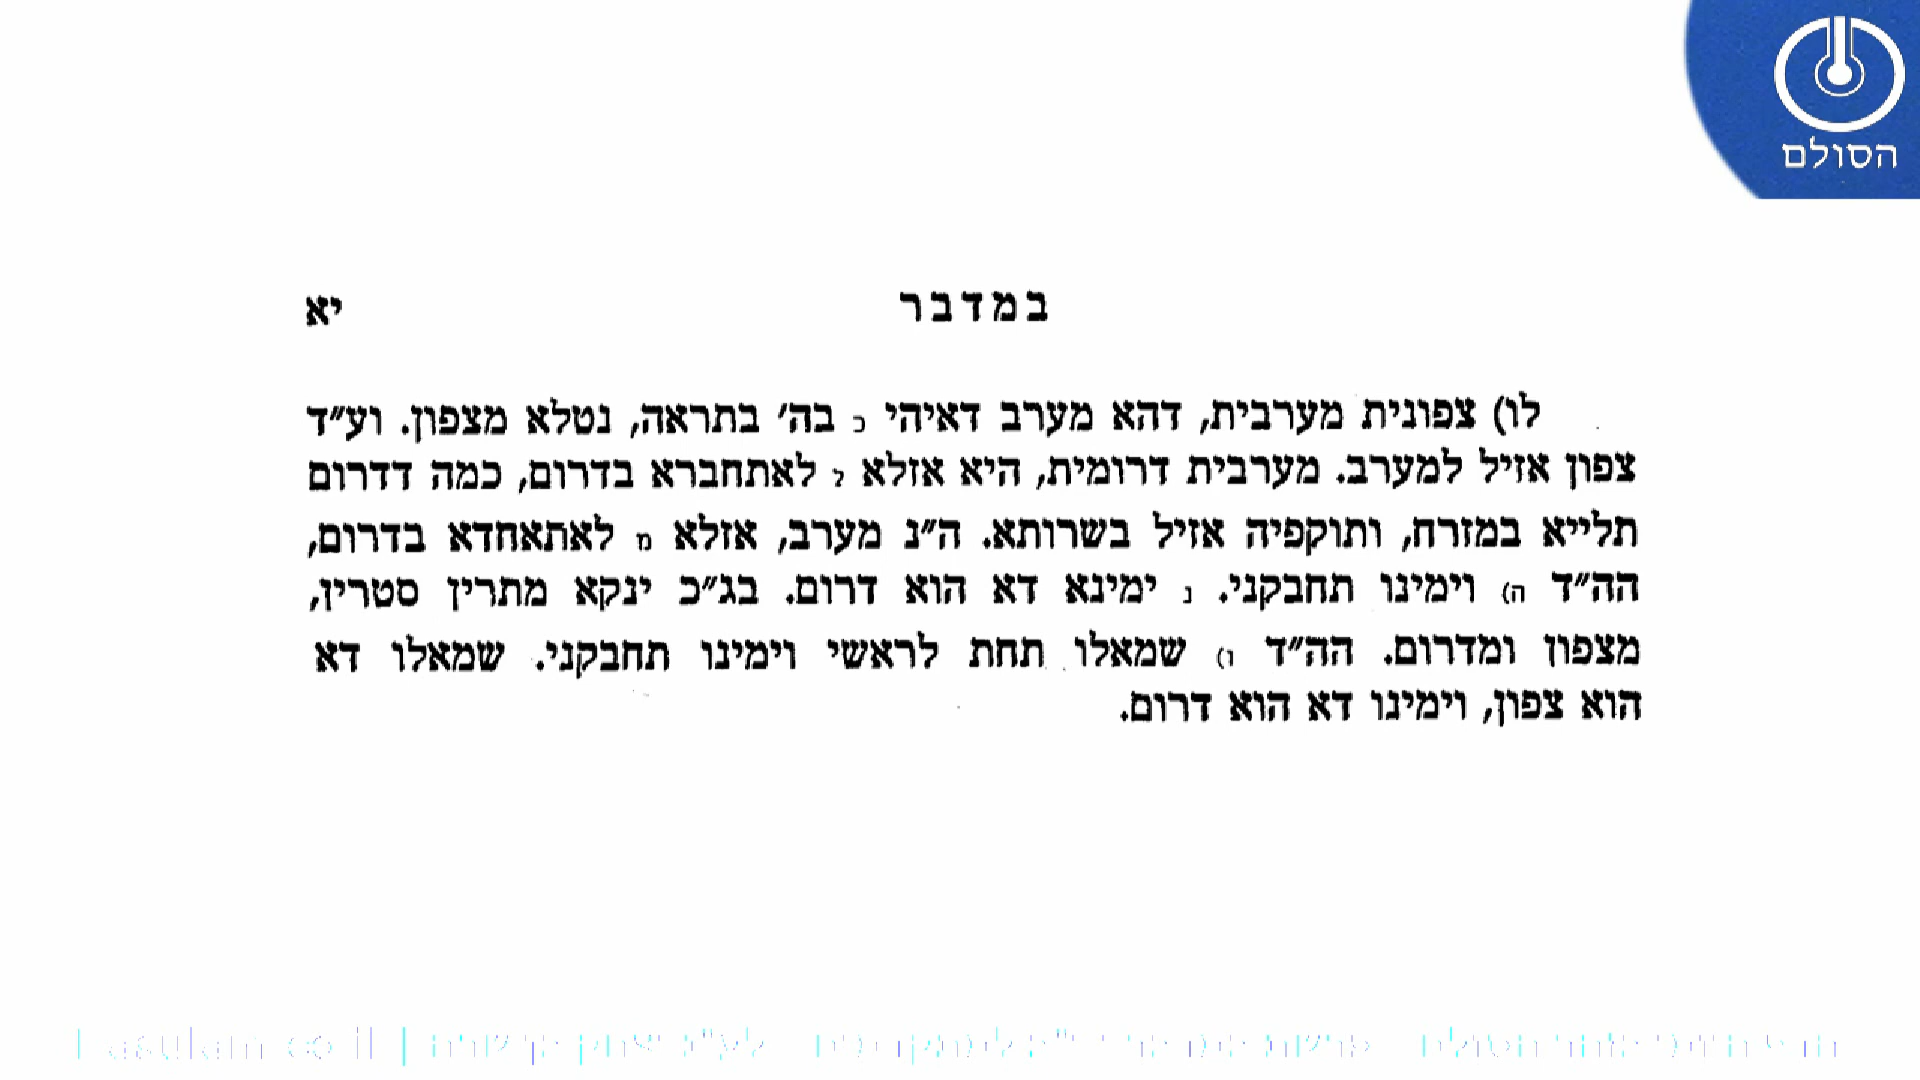 הסולם
במדבר
יא
לו) צפונית מערבית, דהא מערב דאיהי כ בה' בתראה, נטלא מצפון. וע"ד
צפון אזיל למערב. מערבית דרומית, היא אזלא ל לאתחברא בדרום, כמה דדרום
תלייא במזרח, ותוקפיה אזיל בשרותא. ה"נ מערב, אזלא מ לאתאחדא בדרום,
הה"ד ה) וימינו תחבקני. נ ימינא דא הוא דרום. בג"כ ינקא מתרין סטרין,
מצפון ומדרום. הה"ד ו) שמאלו תחת לראשי וימינו תחבקני. שמאלו דא
הוא צפון, וימינו דא הוא דרום.